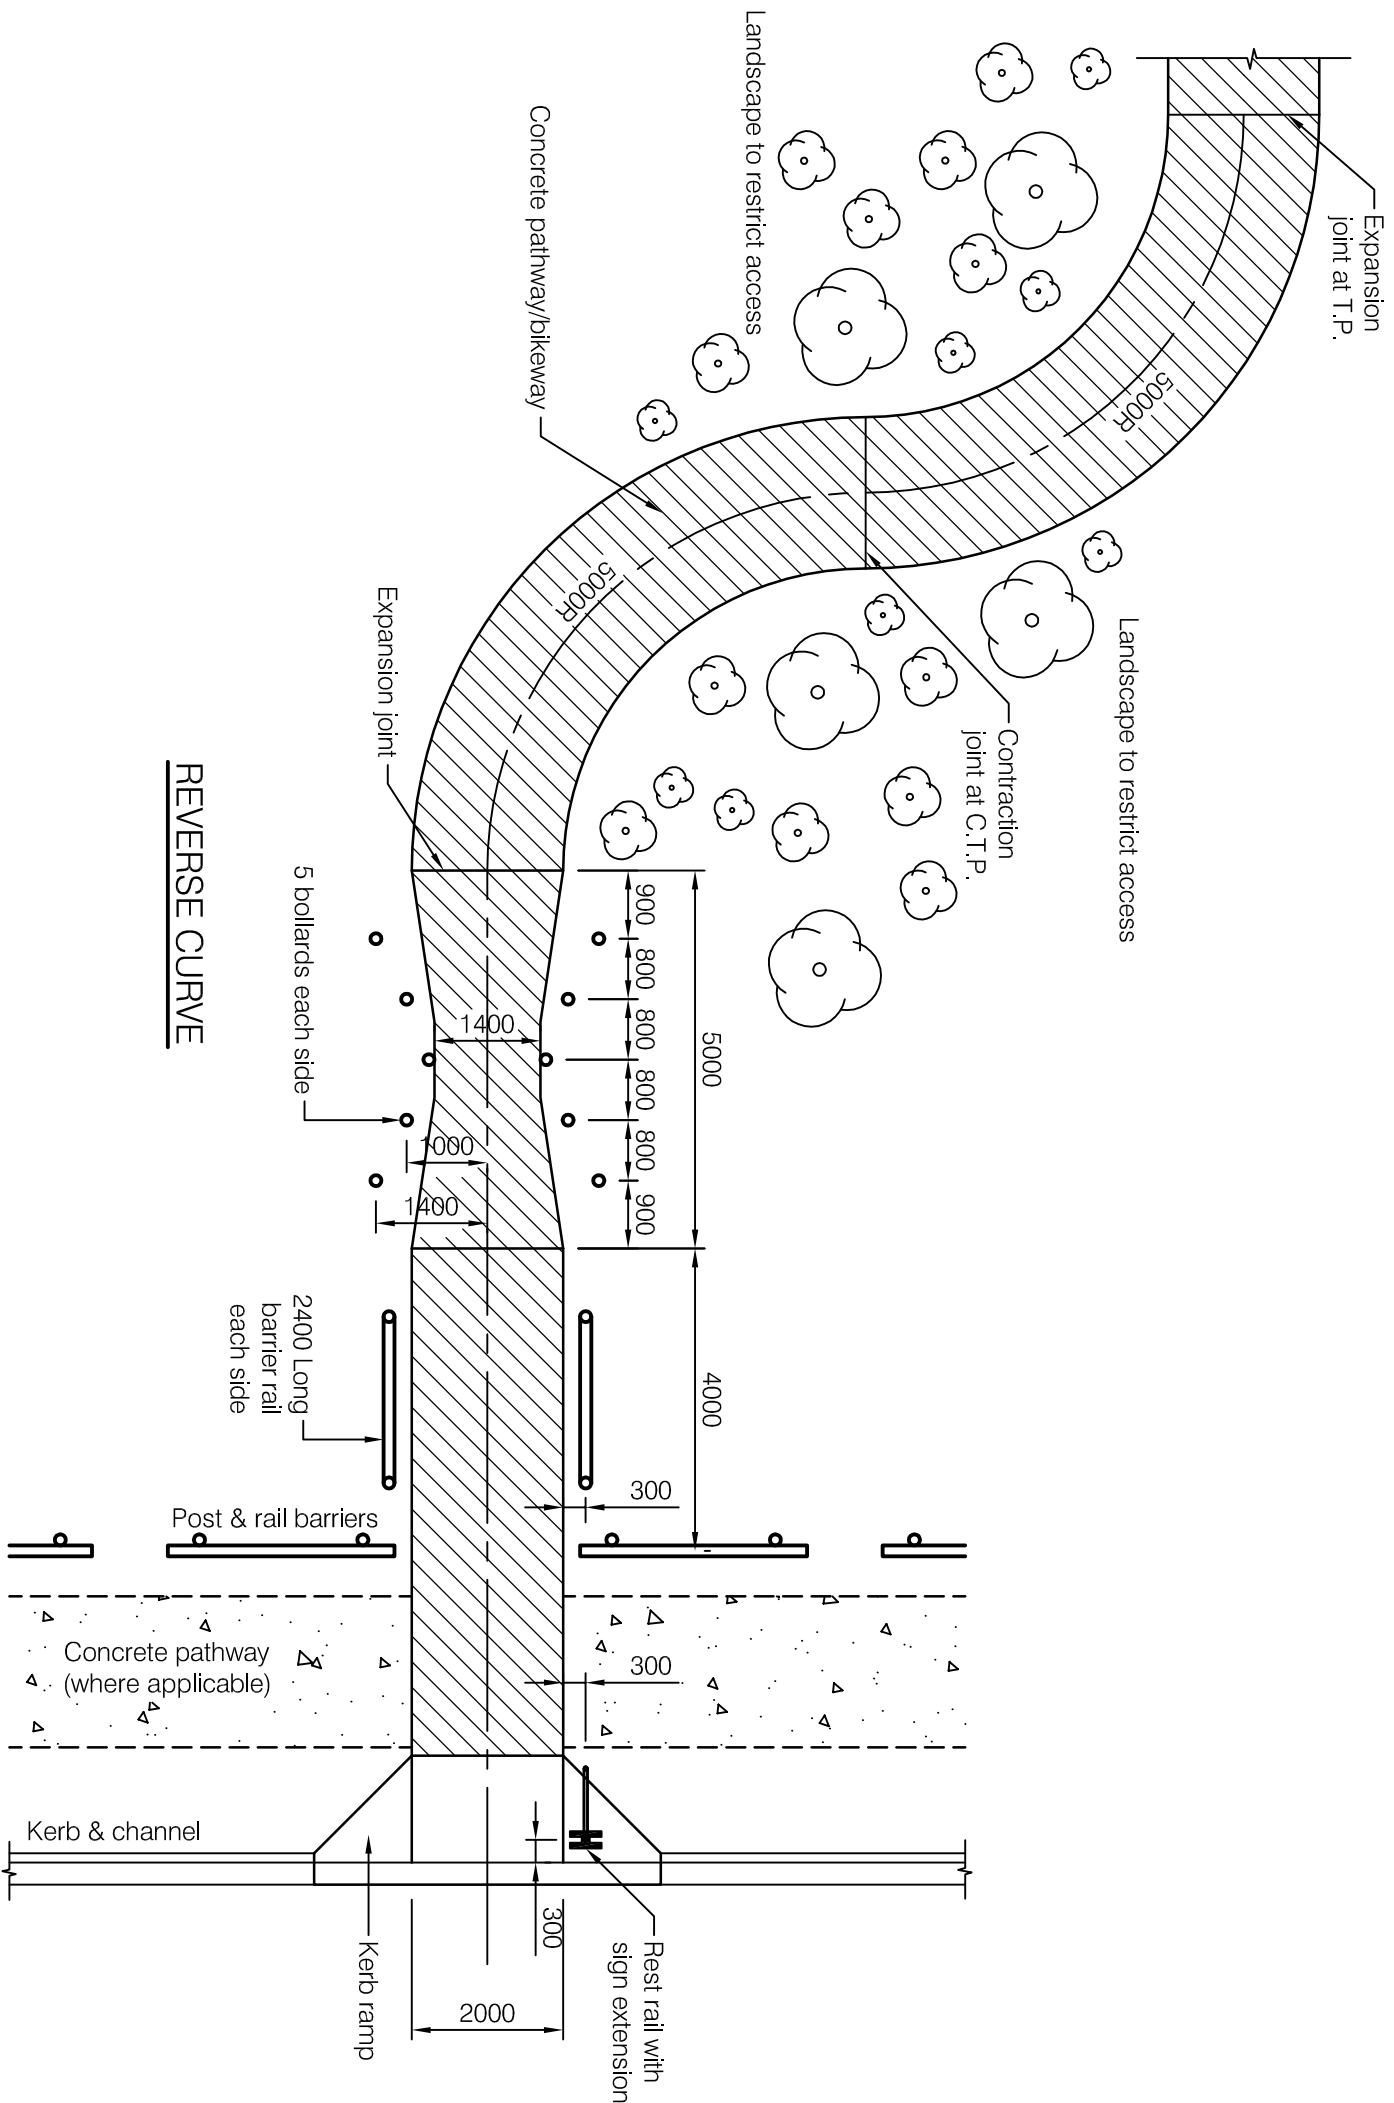 Expansion
joint at T.P.
Landscape to restrict access
5000R
Concrete pathway/bikeway
5000R
Contraction
joint at C.T.P.
Landscape to restrict access
Expansion joint
5 bollards each side
900
800
800
800
800
900
5000
4000
1400
1000
1400
2400 Long
barrier rail
each side
300
Post & rail barriers
300
Concrete pathway
(where applicable)
Kerb & channel
Kerb ramp
300
2000
Rest rail with
sign extension
REVERSE CURVE